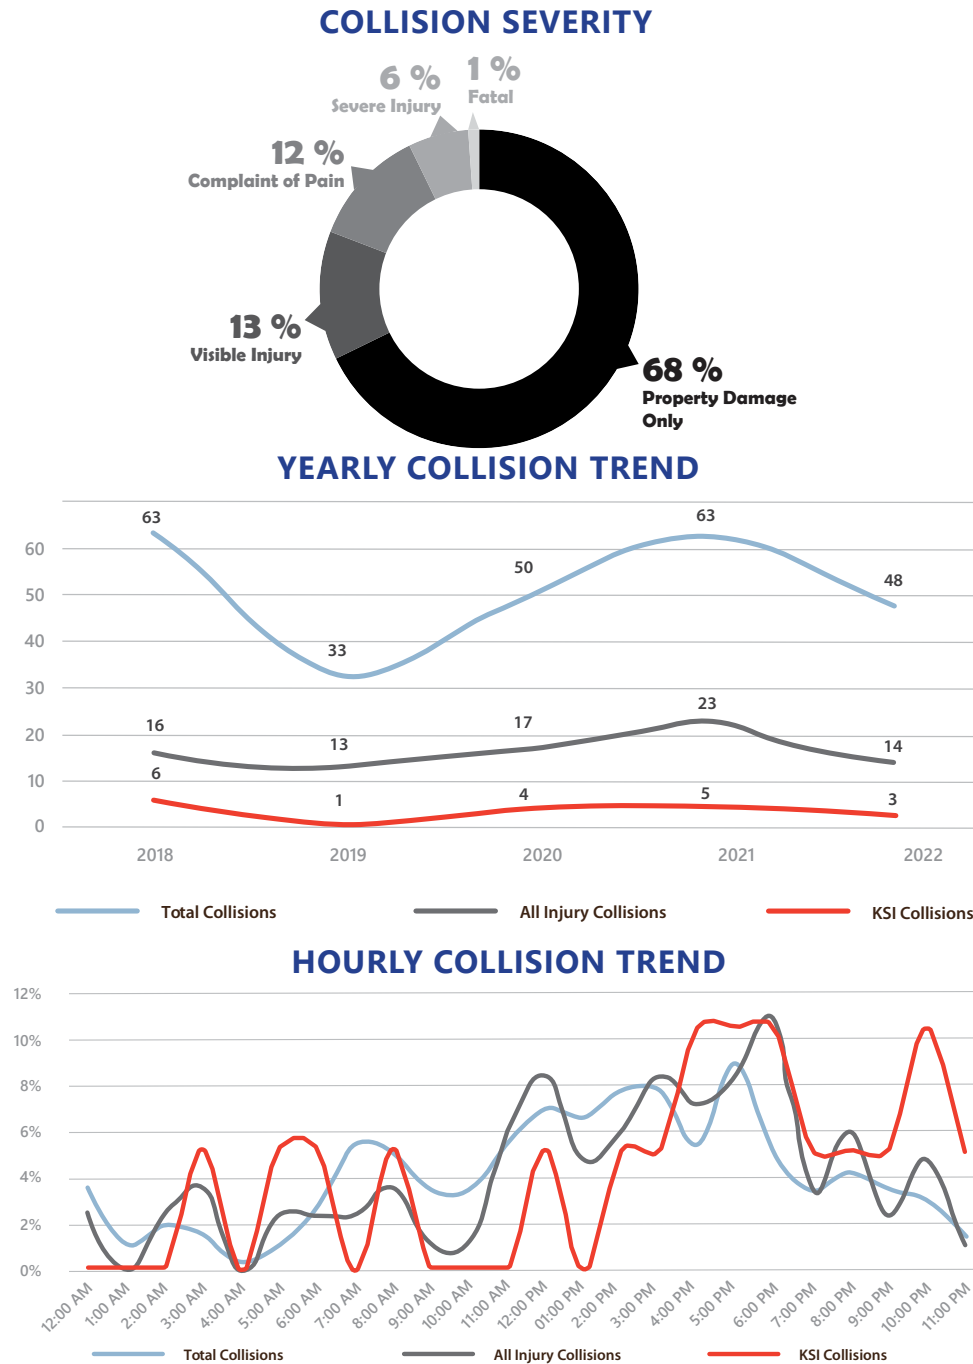 COLLISION SEVERITY
6 %
Severe Injury
1 %
Fatal
12 %
Complaint of Pain
13 %
Visible Injury
68 %
Property Damage
Only
YEARLY COLLISION TREND
63
63
60
50
50
48
40
33
30
23
20
16
13
17
14
10
6
1
4
5
3
0
2018 2019 2020 2021 2022
Total Collisions All Injury Collisions KSI Collisions
HOURLY COLLISION TREND
12%
10%
8%
6%
4%
2%
0%
12:00 AM 1:00 AM 2:00 AM 3:00 AM 4:00 AM 5:00 AM 6:00 AM 7:00 AM 8:00 AM 9:00 AM 10:00 AM 11:00 AM 12:00 PM 01:00 PM 2:00 PM 3:00 PM 4:00 PM 5:00 PM 6:00 PM 7:00 PM 8:00 PM 9:00 PM 10:00 PM 11:00 PM
Total Collisions All Injury Collisions KSI Collisions